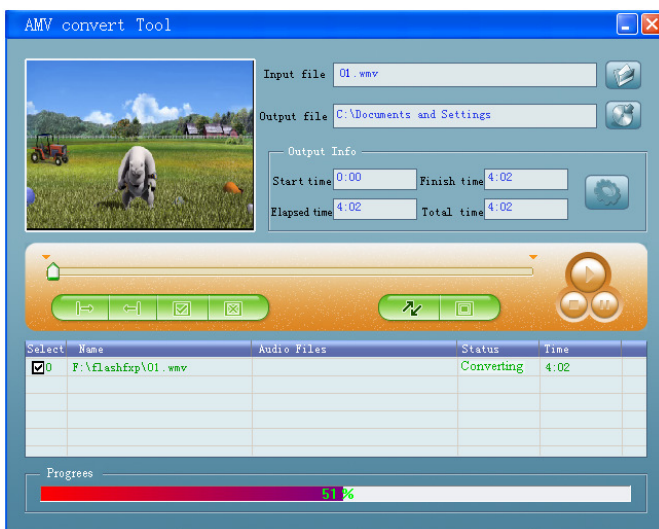 AMV convert Tool
Input file 01.wmv
Output file C:\Documents and Settings
Output Info
Start time 0:00 Finish time 4:02
Elapsed time 4:02 Total time 4:02
Select Name Audio Files Status Time
0 F:\flashfxp\01.wmv Converting 4:02
Progrees
51 %